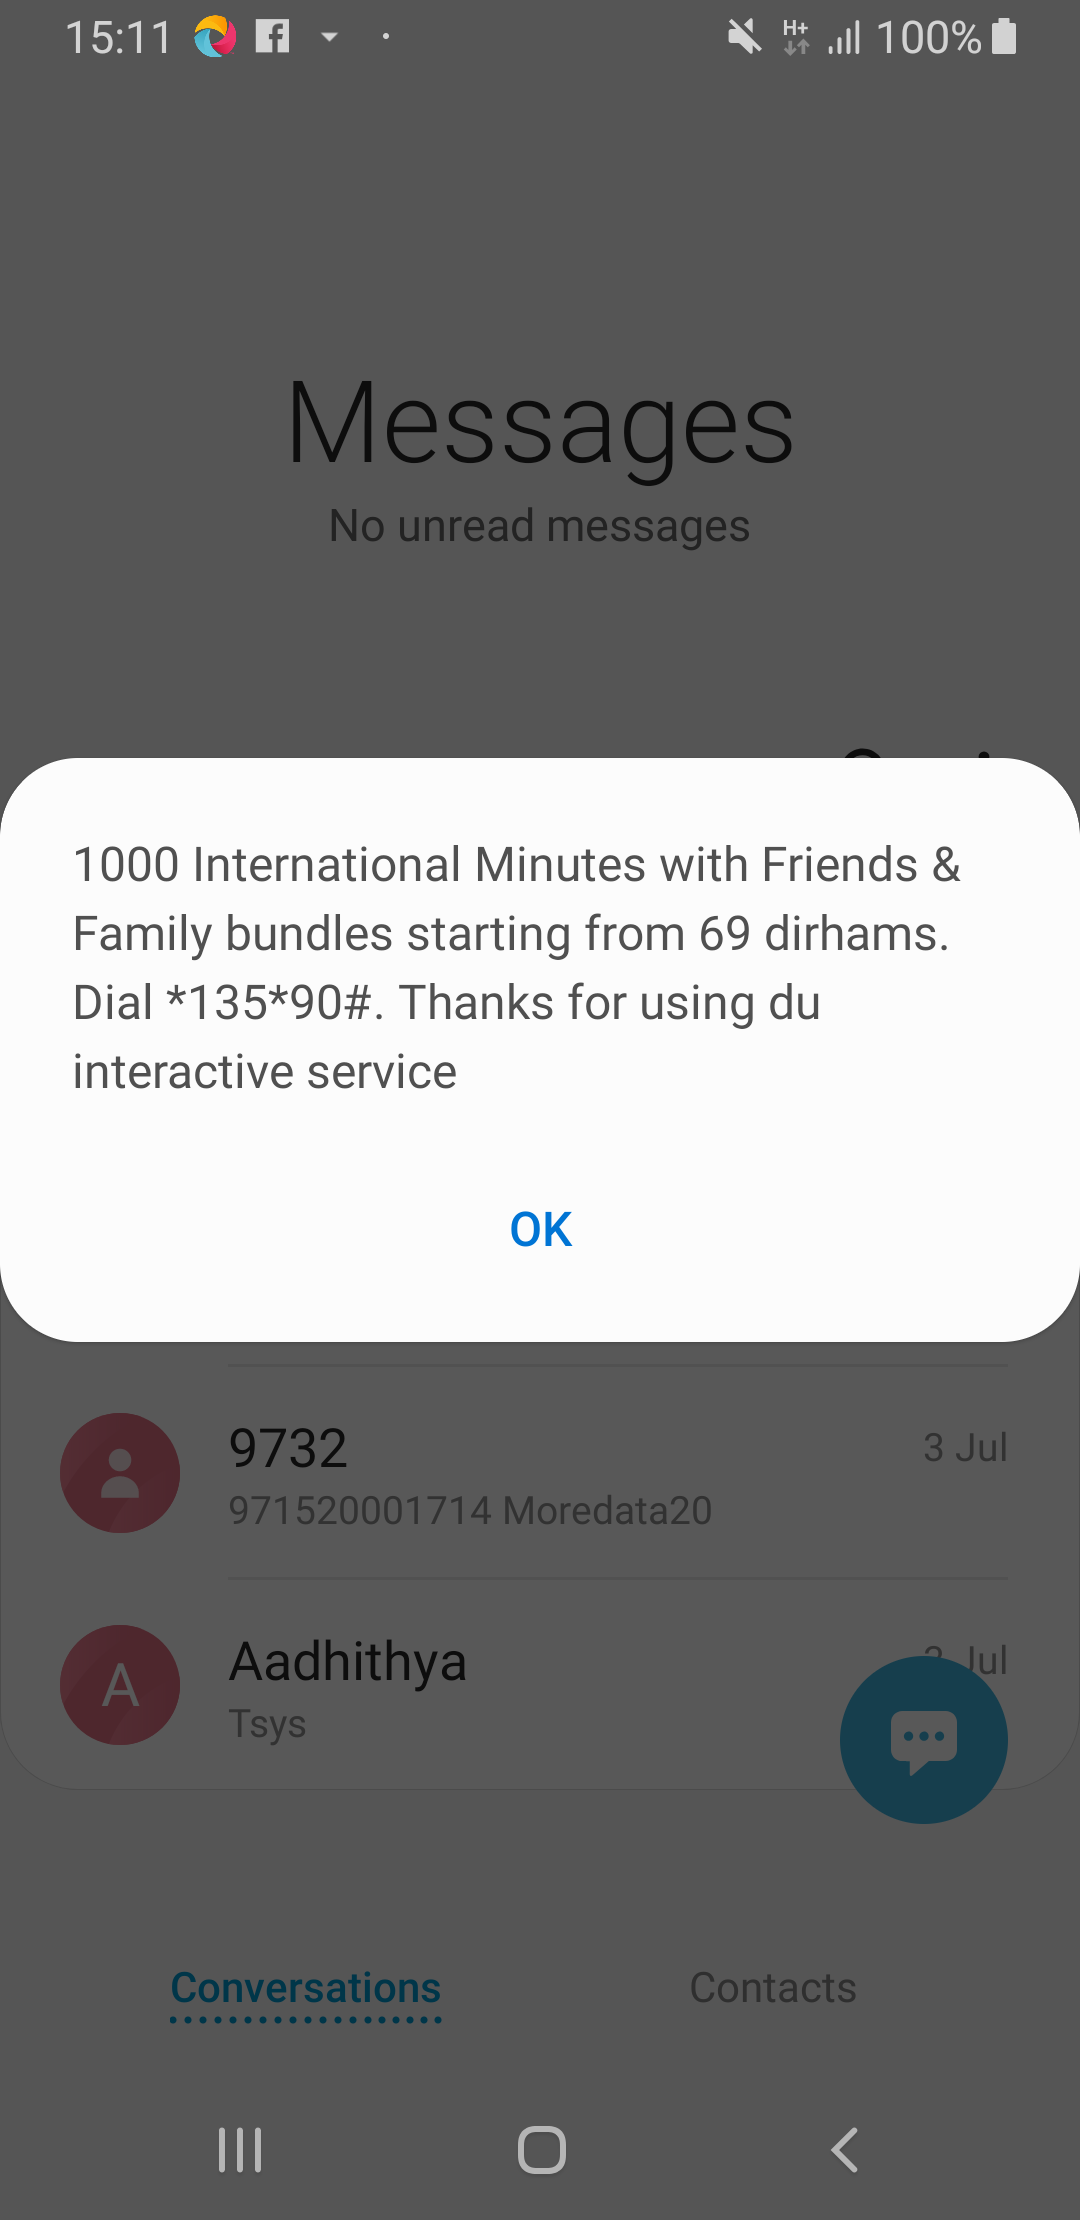 15:11 H+ 100%
Messages
No unread messages
1000 International Minutes with Friends &
Family bundles starting from 69 dirhams.
Dial *135*90#. Thanks for using du
interactive service
OK
9732 3 Jul
971520001714 Moredata20
A Aadhithya Jul
Tsys
Conversations Contacts